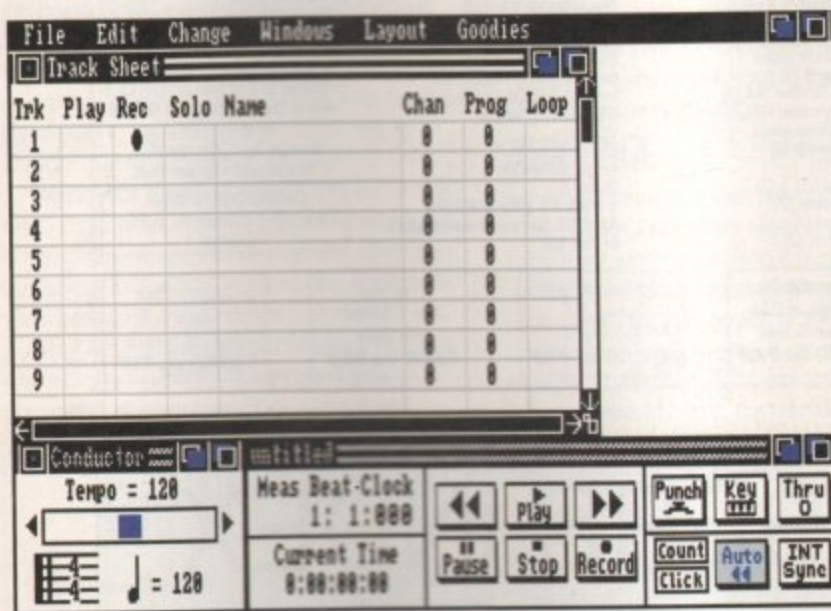 File Edit Change Windows Layout Goodies
Track Sheet
Trk Play Rec Solo Name Chan Prog Loop
1 0 0
2 0 0
3 0 0
4 0 0
5 0 0
6 0 0
7 0 0
8 0 0
9 0 0
Conductor untitled
Tempo = 120
4
4
= 120
Meas Beat-Clock
1: 1:000
Current Time
0:00:00:00
Play
Pause Stop Record
Punch Key Thru
0
Count
Click
Auto
INT
Sync